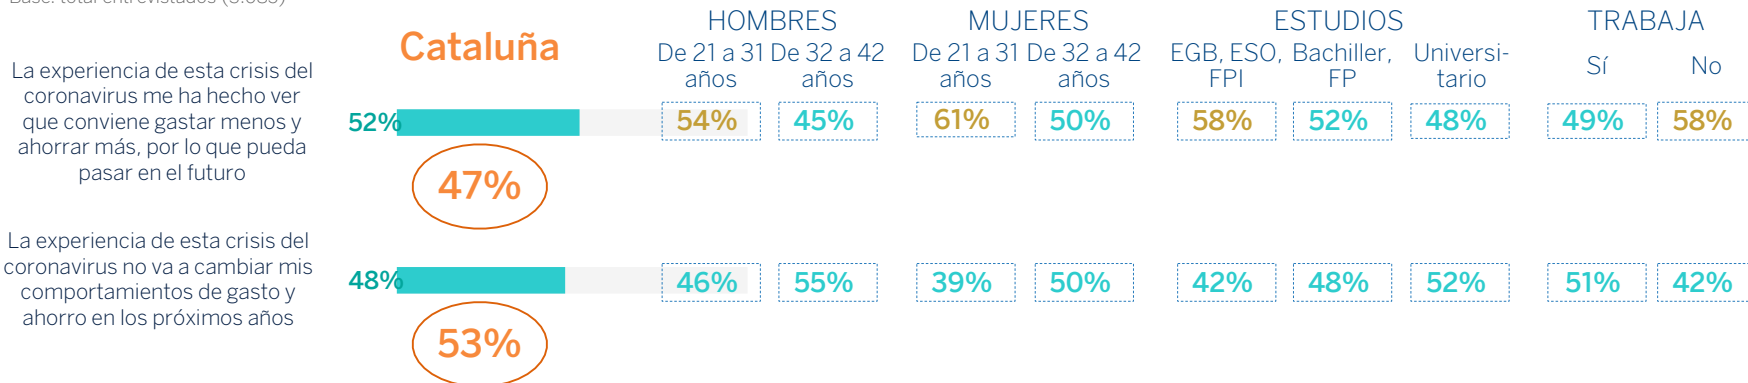 HOMBRES MUJERES ESTUDIOS TRABAJA
Cataluña
De 21 a 31 años De 32 a 42 años De 21 a 31 años De 32 a 42 años EGB, ESO, FPI Bachiller, FP Universi-tario Sí No
La experiencia de esta crisis del
coronavirus me ha hecho ver
que conviene gastar menos y
ahorrar más, por lo que pueda
pasar en el futuro
52% 54% 45% 61% 50% 58% 52% 48% 49% 58%
47%
La experiencia de esta crisis del
coronavirus no va a cambiar mis
comportamientos de gasto y
ahorro en los próximos años
48% 46% 55% 39% 50% 42% 48% 52% 51% 42%
53%